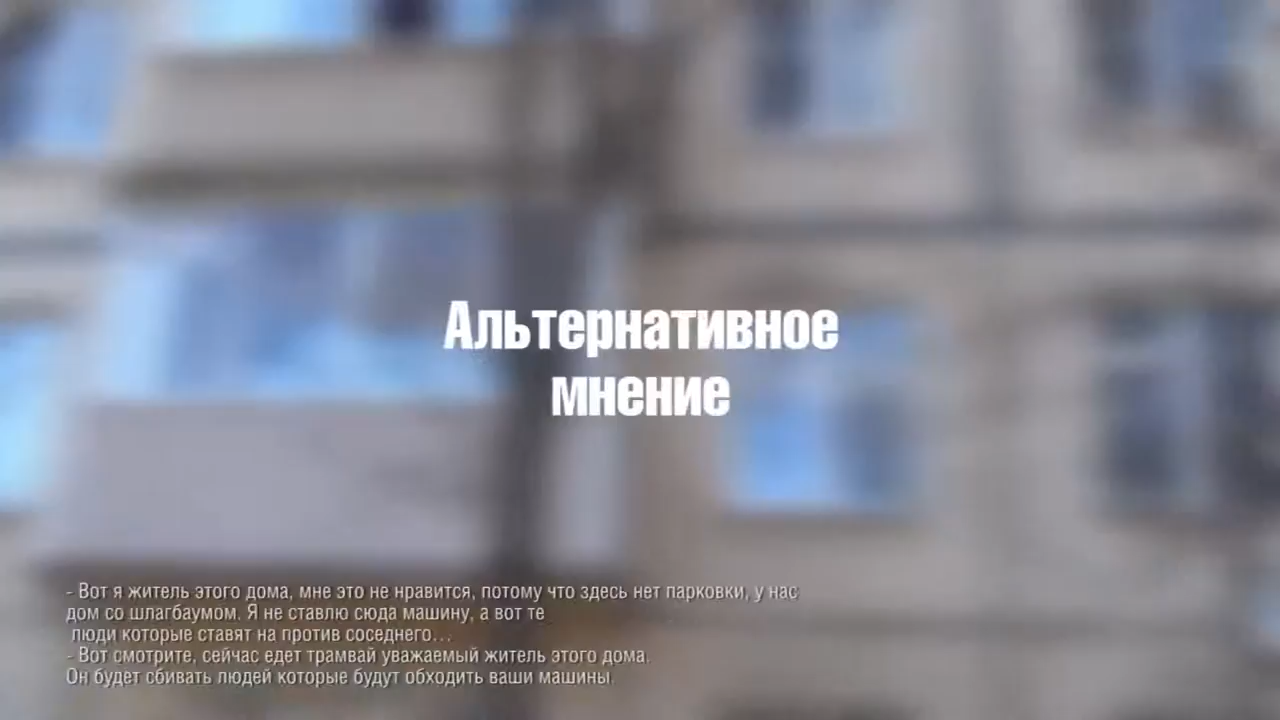 Альтернативное
мнение
- Вот я житель этого дома, мне это не нравится, потому что здесь нет парковки, у нас
дом со шлагбаумом. Я не ставлю сюда машину, а вот те
люди которые ставят на против соседнего...
- Вот смотрите, сейчас едет трамвай уважаемый житель этого дома.
Он будет сбивать людей которые будут обходить ваши машины.